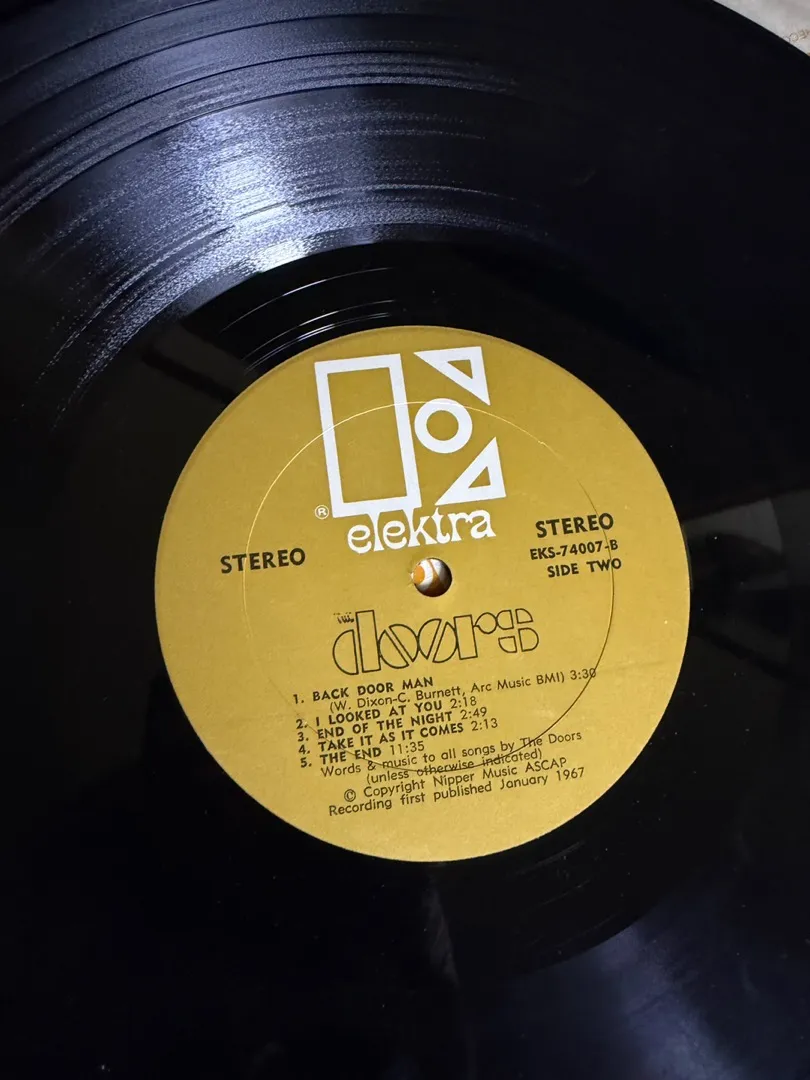 ®
elektra
STEREO
STEREO
EKS-74007-B
SIDE TWO
THE
doors
1. BACK DOOR MAN
(W. Dixon-C. Burnett, Arc Music BMI) 3:30
2. I LOOKED AT YOU 2:18
3. END OF THE NIGHT 2:49
4. TAKE IT AS IT COMES 2:13
5. THE END 11:35
Words & music to all songs by The Doors
(unless otherwise indicated)
© Copyright Nipper Music ASCAP
Recording first published January 1967